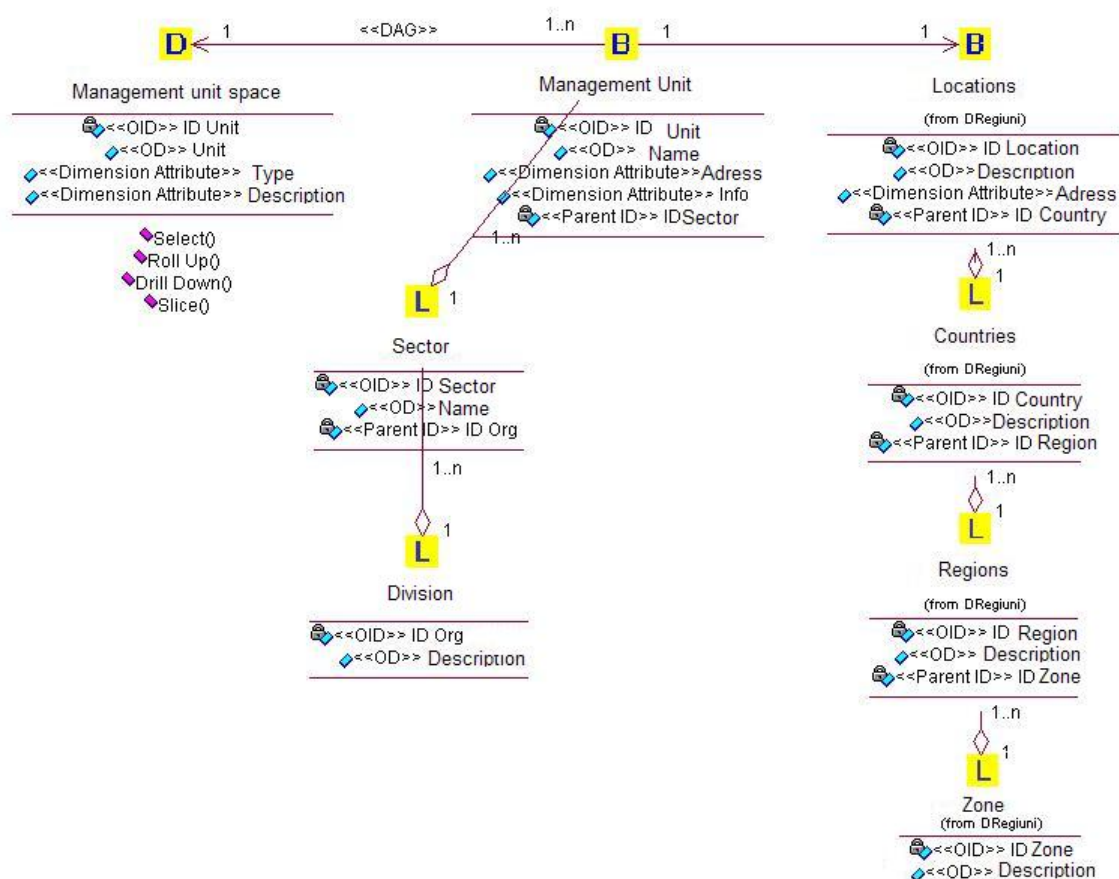 1 <<DAG>> 1..n 1 1
D B B
Management unit space
<<OID>> ID Unit
<<OD>> Unit
<<Dimension Attribute>> Type
<<Dimension Attribute>> Description
Select()
Roll Up()
Drill Down()
Slice()
Management Unit
<<OID>> ID Unit
<<OD>> Name
<<Dimension Attribute>> Adress
<<Dimension Attribute>> Info
<<Parent ID>> IDSector
1..n
1
L
Sector
<<OID>> ID Sector
<<OD>> Name
<<Parent ID>> ID Org
1..n
1
L
Division
<<OID>> ID Org
<<OD>> Description
Locations
(from DRegiuni)
<<OID>> ID Location
<<OD>> Description
<<Dimension Attribute>> Adress
<<Parent ID>> ID Country
1..n
1
L
Countries
(from DRegiuni)
<<OID>> ID Country
<<OD>> Description
<<Parent ID>> ID Region
1..n
1
L
Regions
(from DRegiuni)
<<OID>> ID Region
<<OD>> Description
<<Parent ID>> ID Zone
1..n
1
L
Zone
(from DRegiuni)
<<OID>> ID Zone
<<OD>> Description